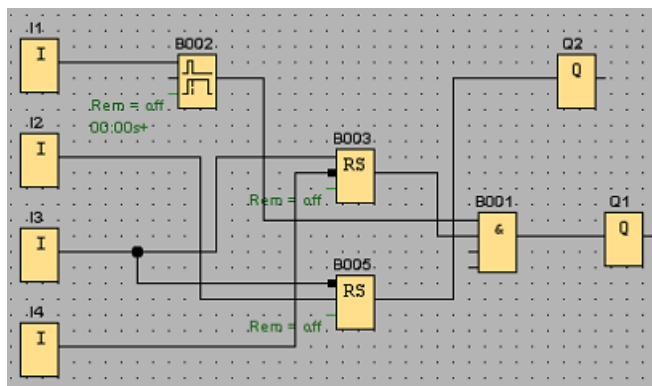 I1
I
B002
Rem = off
00:00s+
Q2
Q
I2
I
B003
RS
Rem = off
I3
I
B001
&
Q1
Q
B005
RS
Rem = off
I4
I